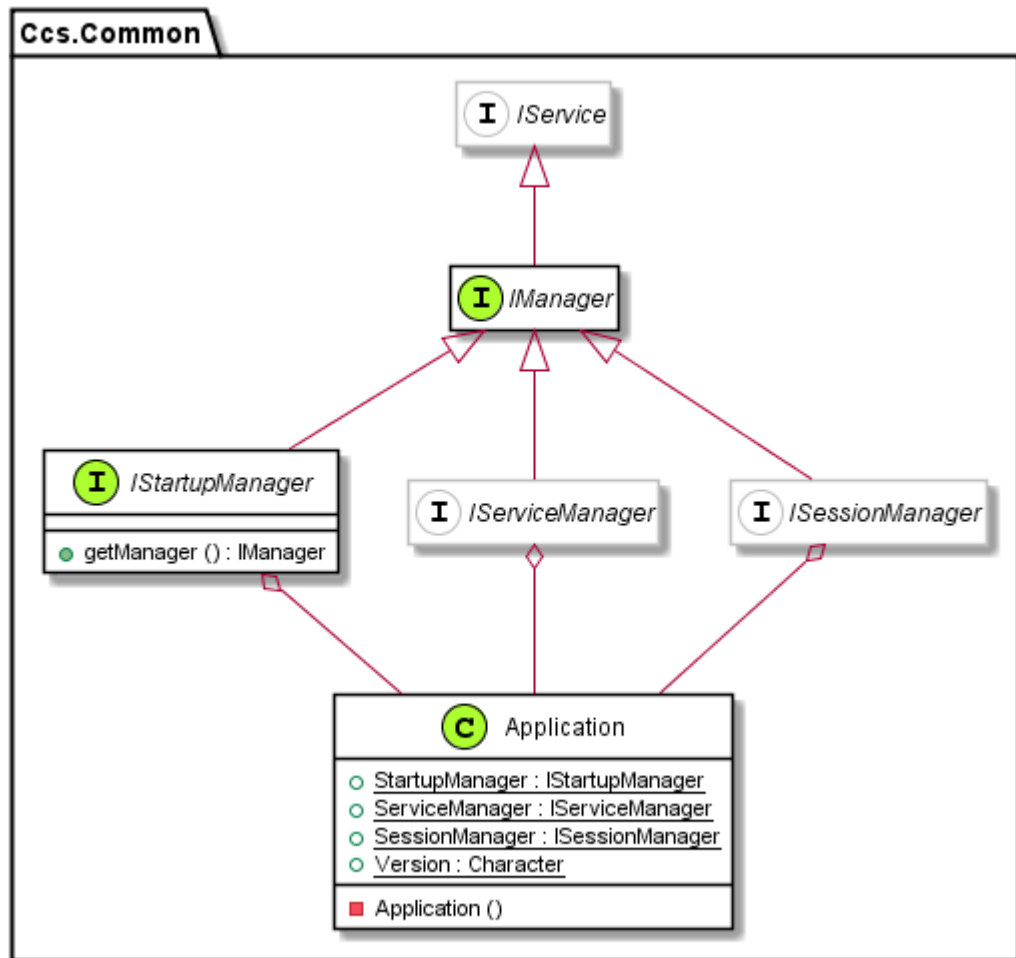 Ccs.Common
I IService
I IManager
I IStartupManager
getManager () : IManager
I IServiceManager
I ISessionManager
C Application
StartupManager : IStartupManager
ServiceManager : IServiceManager
SessionManager : ISessionManager
Version : Character
Application ()